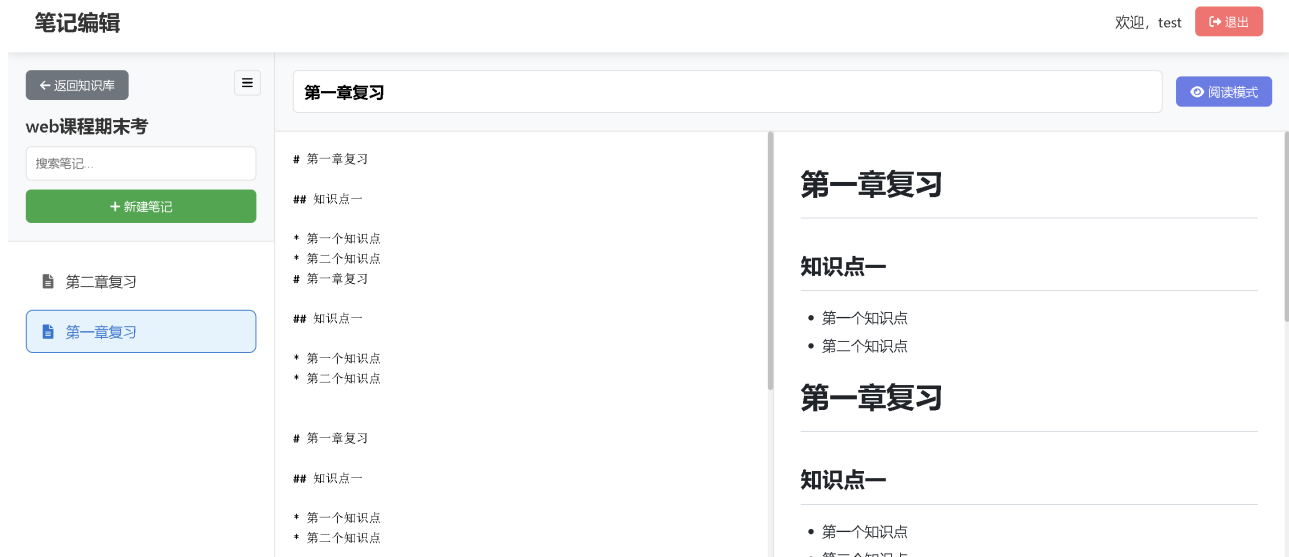 笔记编辑
欢迎，test
退出
返回知识库
web课程期末考
搜索笔记...
新建笔记
第二章复习
第一章复习
第一章复习
阅读模式
# 第一章复习
## 知识点一
* 第一个知识点
* 第二个知识点
# 第一章复习
## 知识点一
* 第一个知识点
* 第二个知识点
# 第一章复习
## 知识点一
* 第一个知识点
* 第二个知识点
第一章复习
知识点一
• 第一个知识点
• 第二个知识点
第一章复习
知识点一
• 第一个知识点